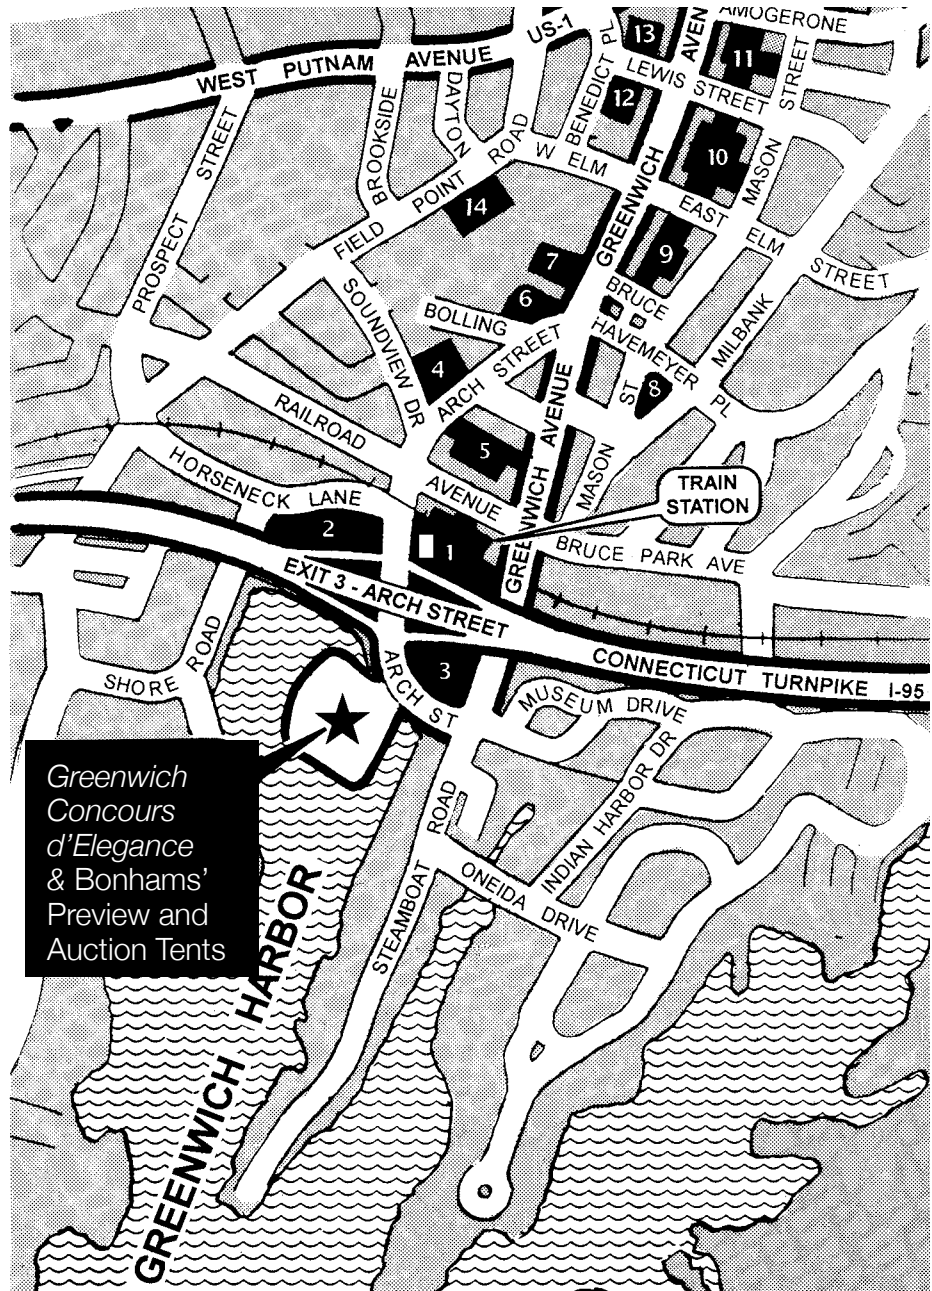 AMOGERONE
US-1
WEST PUTNAM AVENUE
BENEDICT PL
13
AVEN
11
LEWIS STREET
STREET
12
DAYTON
BROOKSIDE
PROSPECT STREET
FIELD POINT ROAD
W ELM
GREENWICH
10
MASON
EAST ELM STREET
14
7
9
BRUCE
6
BOLLING
SOUNDVIEW DR
HAVEMEYER PL
MILBANK
ARCH STREET
4
8
ST
MASON
GREENWICH AVENUE
RAILROAD AVENUE
5
TRAIN
STATION
HORSENECK LANE
2
1
BRUCE PARK AVE
EXIT 3 - ARCH STREET
CONNECTICUT TURNPIKE I-95
3
ARCH ST
SHORE ROAD
MUSEUM DRIVE
INDIAN HARBOR DR
Greenwich
Concours
d'Elegance
& Bonhams'
Preview and
Auction Tents
STEAMBOAT ROAD
ONEIDA DRIVE
GREENWICH HARBOR